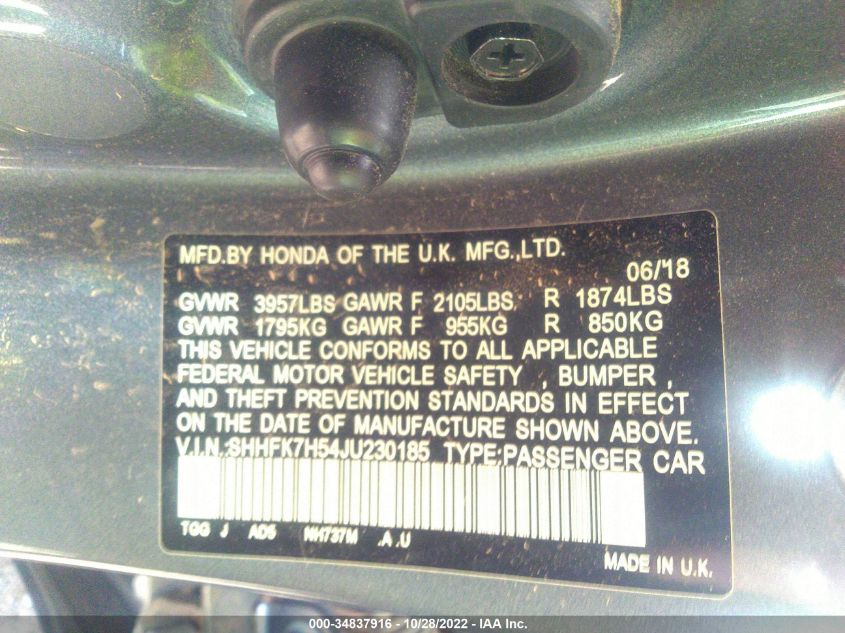 MFD.BY HONDA OF THE U.K. MFG.,LTD.
06/'18
GVWR 3957LBS GAWR F 2105LBS R 1874LBS
GVWR 1795KG GAWR F 955KG R 850KG
THIS VEHICLE CONFORMS TO ALL APPLICABLE
FEDERAL MOTOR VEHICLE SAFETY , BUMPER ,
AND THEFT PREVENTION STANDARDS IN EFFECT
ON THE DATE OF MANUFACTURE SHOWN ABOVE.
V.I.N.:SHHFK7H54JU230185 TYPE:PASSENGER CAR
TGG J AD5 NH737M .A .U
MADE IN U.K.
000-34837916 | 10/28/2022 - IAA Inc.